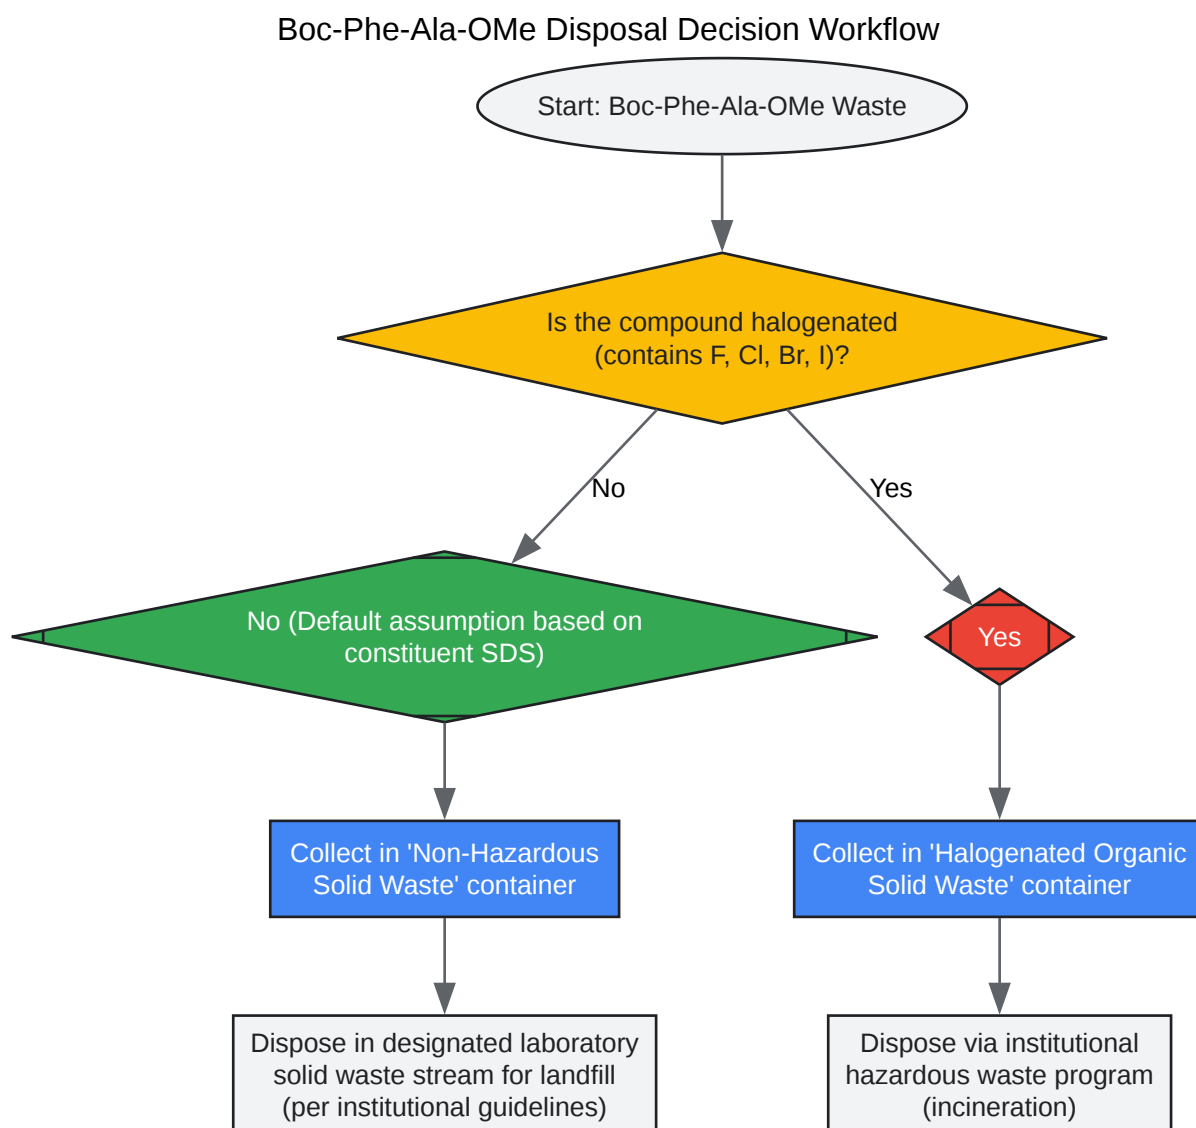 Boc-Phe-Ala-OMe Disposal Decision Workflow
Start: Boc-Phe-Ala-OMe Waste
Is the compound halogenated
(contains F, Cl, Br, I)?
No
Yes
No (Default assumption based on
constituent SDS)
Yes
Collect in 'Non-Hazardous
Solid Waste' container
Collect in 'Halogenated Organic
Solid Waste' container
Dispose in designated laboratory
solid waste stream for landfill
(per institutional guidelines)
Dispose via institutional
hazardous waste program
(incineration)